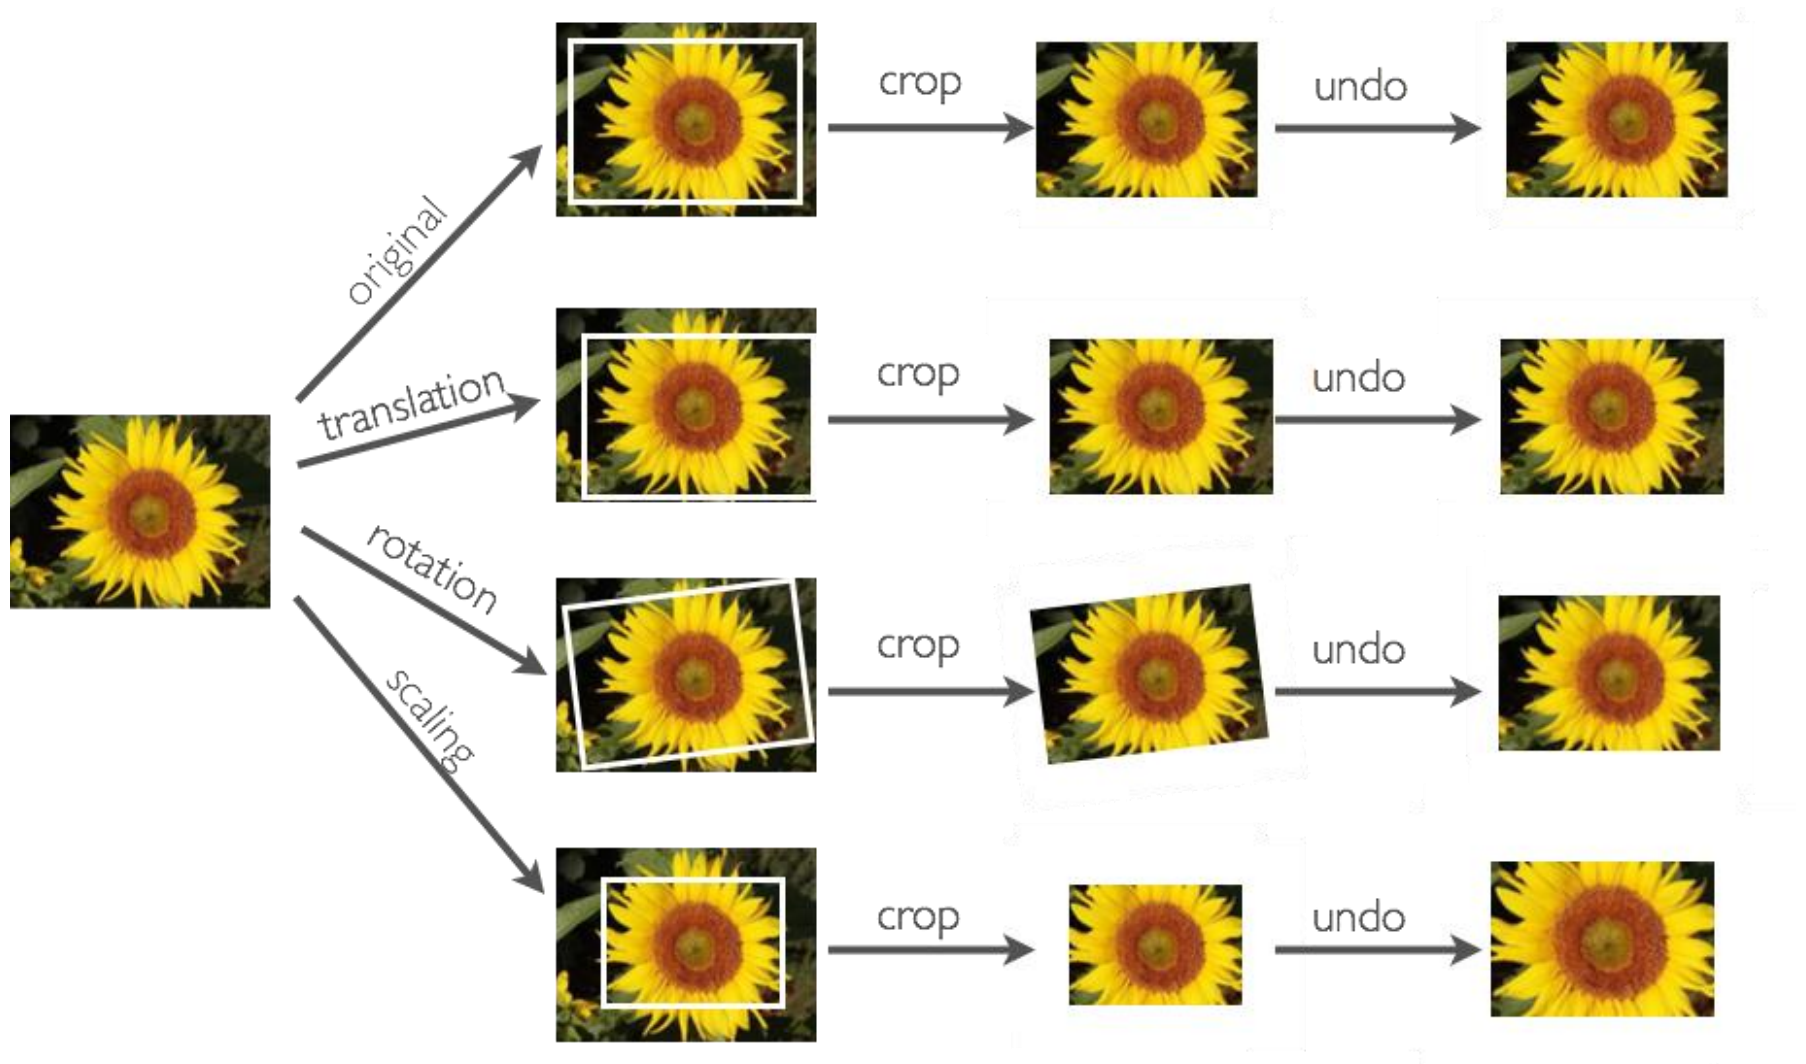 original
crop
undo
translation
crop
undo
rotation
crop
undo
scaling
crop
undo